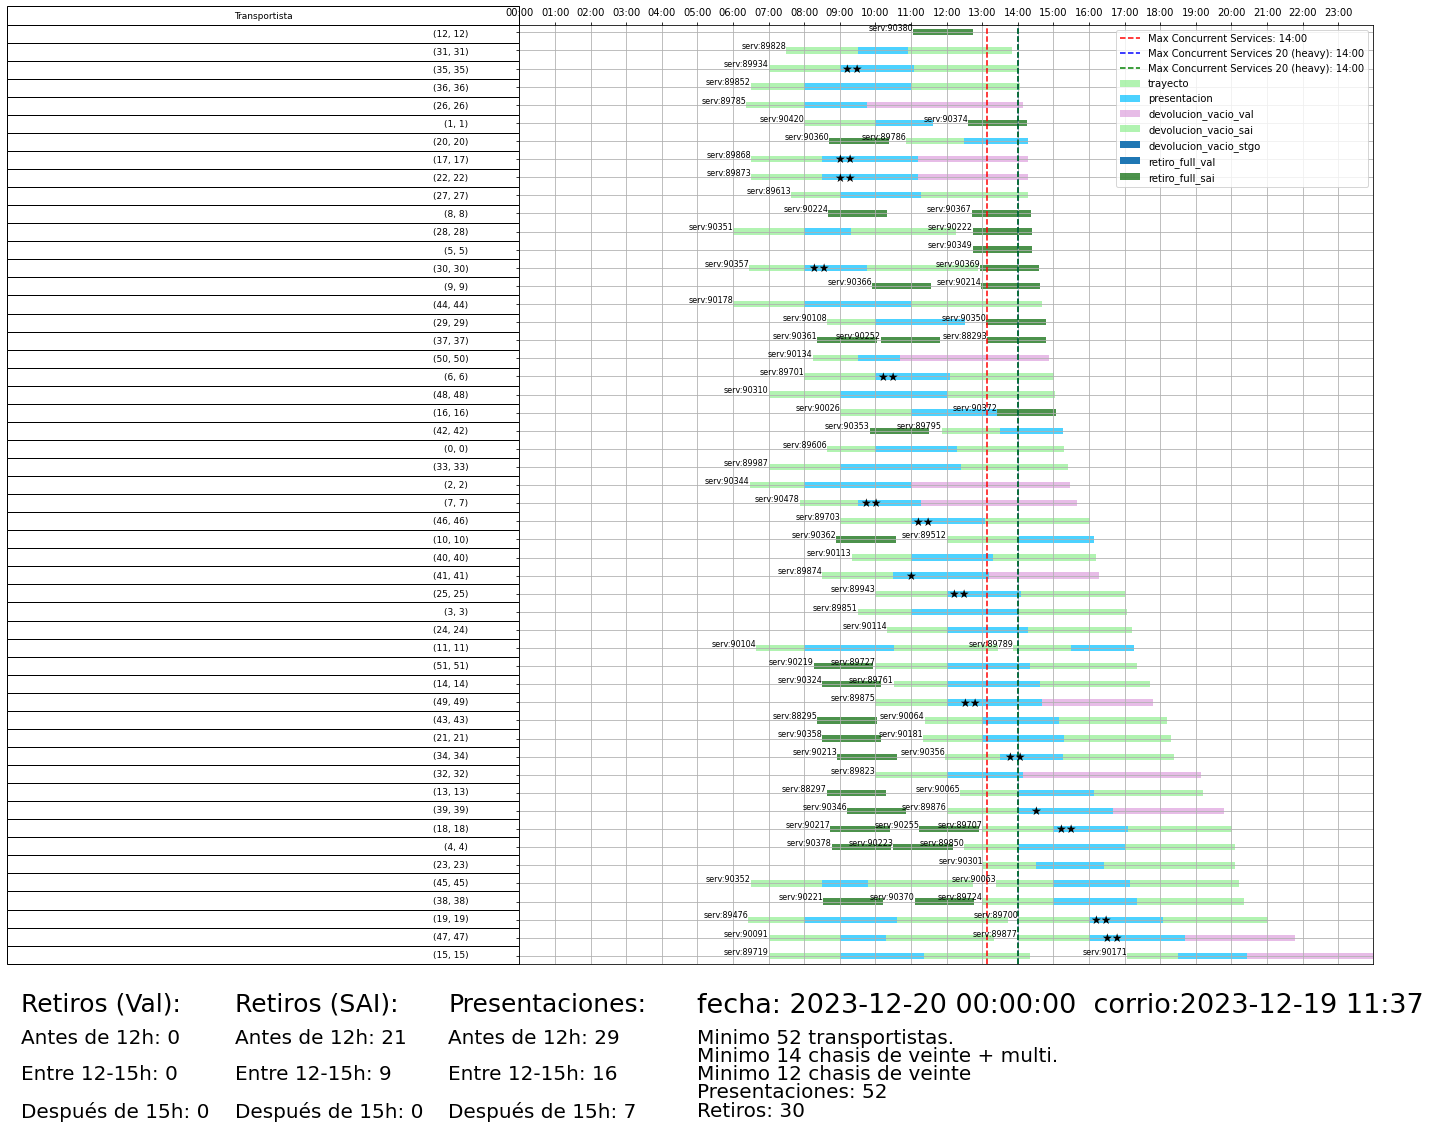 Transportista
00:00 01:00 02:00 03:00 04:00 05:00 06:00 07:00 08:00 09:00 10:00 11:00 12:00 13:00 14:00 15:00 16:00 17:00 18:00 19:00 20:00 21:00 22:00 23:00
Max Concurrent Services: 14:00
Max Concurrent Services 20 (heavy): 14:00
Max Concurrent Services 20 (heavy): 14:00
trayecto
presentacion
devolucion_vacio_val
devolucion_vacio_sai
devolucion_vacio_stgo
retiro_full_val
retiro_full_sai
(12, 12) serv:90380
(31, 31) serv:89828
(35, 35) serv:89934
(36, 36) serv:89852
(26, 26) serv:89785
(1, 1) serv:90420 serv:90374
(20, 20) serv:90360 serv:89786
(17, 17) serv:89868
(22, 22) serv:89873
(27, 27) serv:89613
(8, 8) serv:90224 serv:90367
(28, 28) serv:90351 serv:90222
(5, 5) serv:90349
(30, 30) serv:90357 serv:90369
(9, 9) serv:90366 serv:90214
(44, 44) serv:90178
(29, 29) serv:90108 serv:90350
(37, 37) serv:90361 serv:90252 serv:88293
(50, 50) serv:90134
(6, 6) serv:89701
(48, 48) serv:90310
(16, 16) serv:90026 serv:90372
(42, 42) serv:90353 serv:89795
(0, 0) serv:89606
(33, 33) serv:89987
(2, 2) serv:90344
(7, 7) serv:90478
(46, 46) serv:89703
(10, 10) serv:90362 serv:89512
(40, 40) serv:90113
(41, 41) serv:89874
(25, 25) serv:89943
(3, 3) serv:89851
(24, 24) serv:90114
(11, 11) serv:90104 serv:89789
(51, 51) serv:90219 serv:89727
(14, 14) serv:90324 serv:89761
(49, 49) serv:89875
(43, 43) serv:88295 serv:90064
(21, 21) serv:90358 serv:90181
(34, 34) serv:90213 serv:90356
(32, 32) serv:89823
(13, 13) serv:88297 serv:90065
(39, 39) serv:90346 serv:89876
(18, 18) serv:90217 serv:90255 serv:89707
(4, 4) serv:90378 serv:90223 serv:89850
(23, 23) serv:90301
(45, 45) serv:90352 serv:90063
(38, 38) serv:90221 serv:90370 serv:89724
(19, 19) serv:89476 serv:89700
(47, 47) serv:90091 serv:89877
(15, 15) serv:89719 serv:90171
Retiros (Val):
Antes de 12h: 0
Entre 12-15h: 0
Después de 15h: 0
Retiros (SAI):
Antes de 12h: 21
Entre 12-15h: 9
Después de 15h: 0
Presentaciones:
Antes de 12h: 29
Entre 12-15h: 16
Después de 15h: 7
fecha: 2023-12-20 00:00:00 corrio:2023-12-19 11:37
Minimo 52 transportistas.
Minimo 14 chasis de veinte + multi.
Minimo 12 chasis de veinte
Presentaciones: 52
Retiros: 30